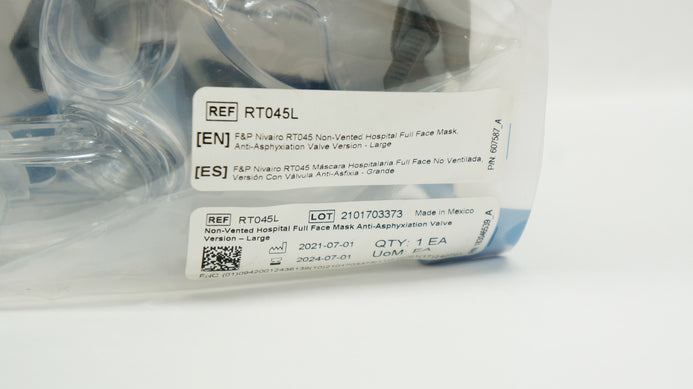 REF RT045L
[EN] F&P Nivairo RT045 Non-Vented Hospital Full Face Mask,
Anti-Asphyxiation Valve Version - Large
[ES] F&P Nivairo RT045 Máscara Hospitalaria Full Face No Ventilada,
Versión Con Válvula Anti-Asfixia - Grande
P/N: 607587_A
REF RT045L LOT 2101703373 Made in Mexico
Non-Vented Hospital Full Face Mask Anti-Asphyxiation Valve
Version – Large
2021-07-01 QTY: 1 EA
2024-07-01 UoM: EA